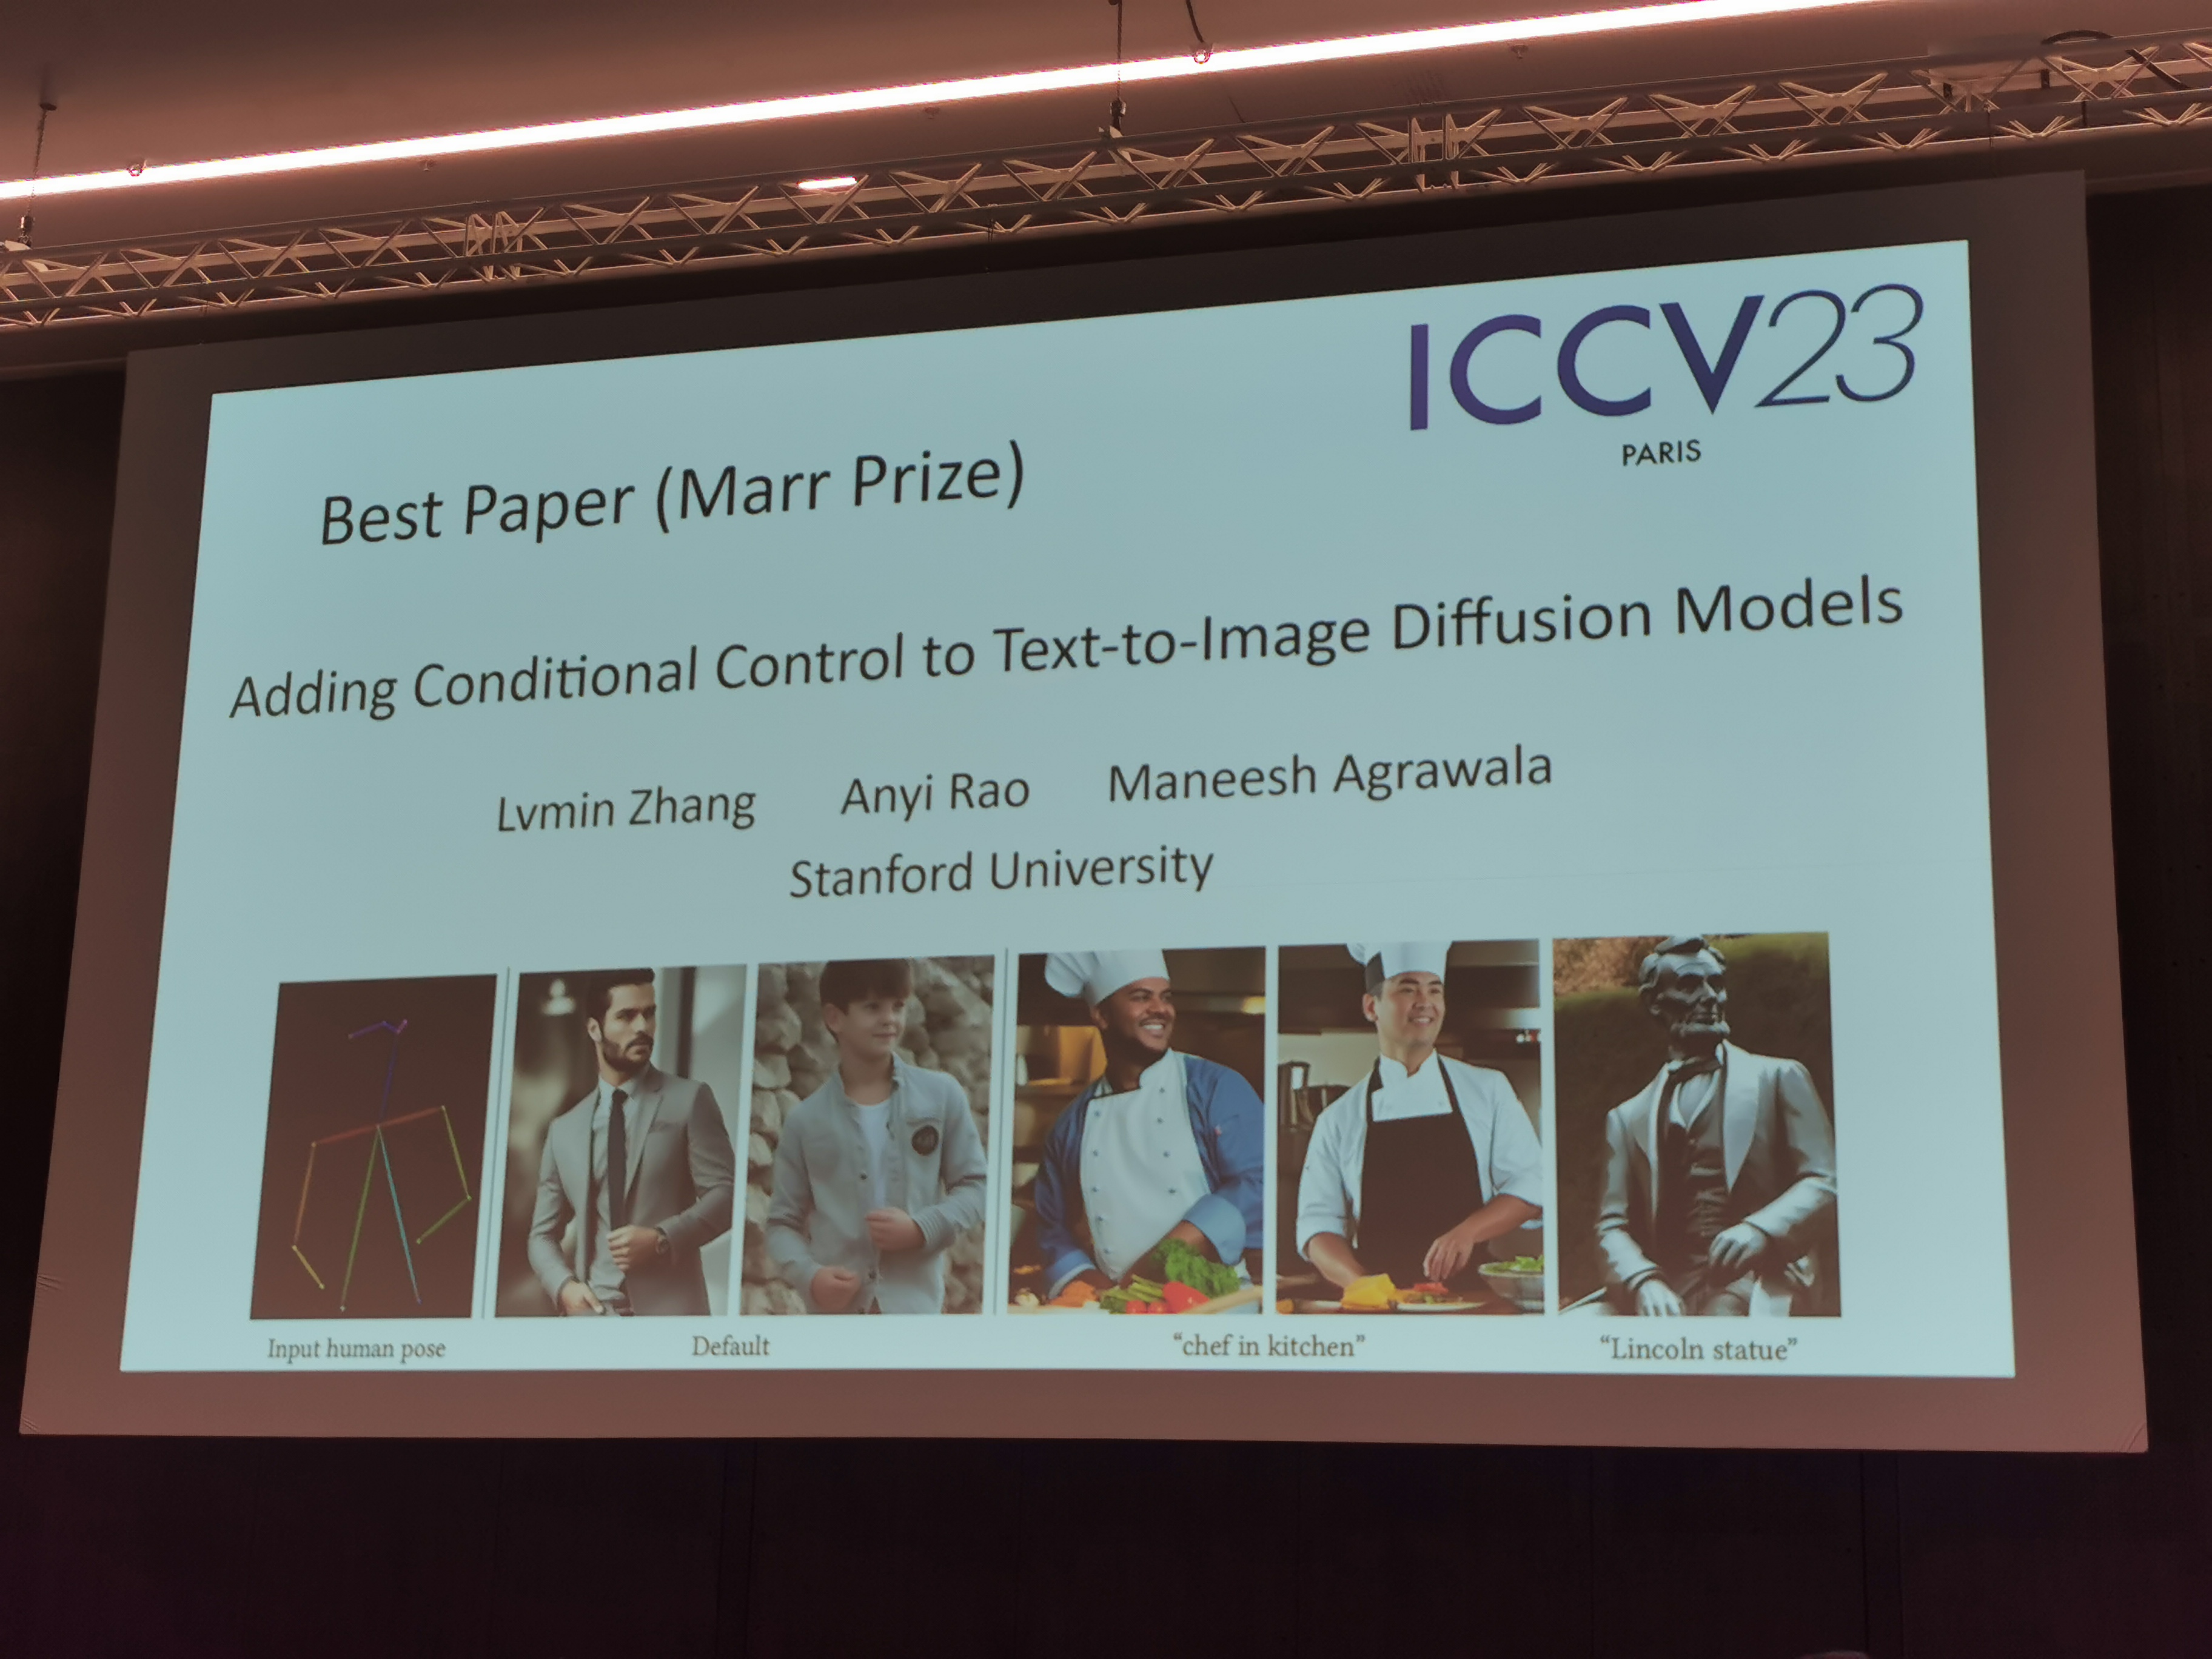 ICCV23
PARIS
Best Paper (Marr Prize)
Adding Conditional Control to Text-to-Image Diffusion Models
Lvmin Zhang Anyi Rao Maneesh Agrawala
Stanford University
Input human pose
Default
“chef in kitchen”
“Lincoln statue”